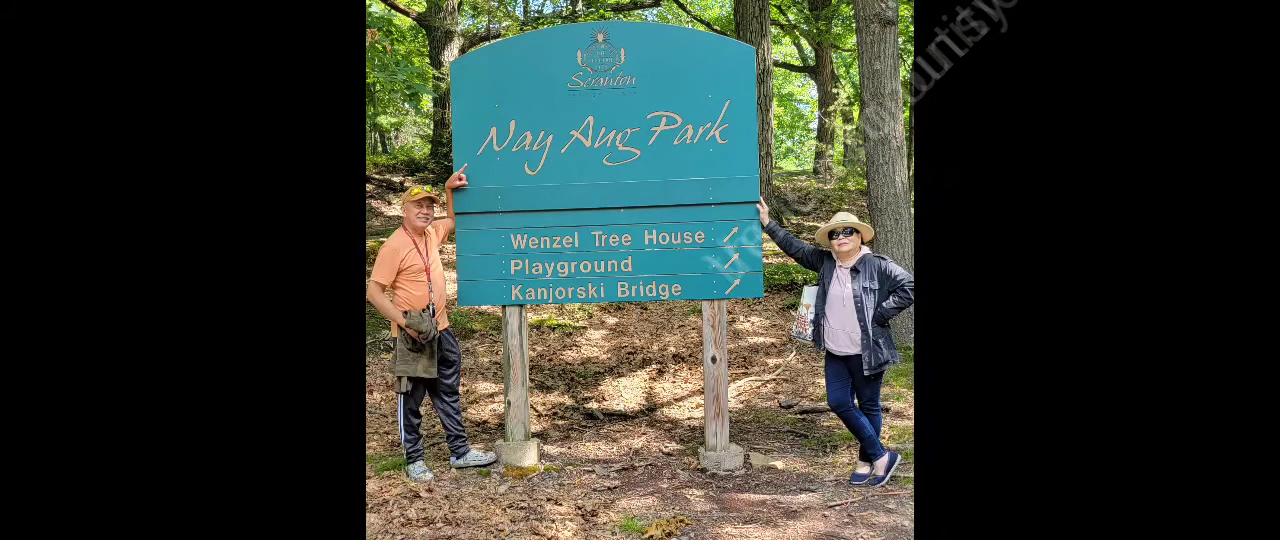 Scranton
Nay Aug Park
Wenzel Tree House
Playground
Kanjorski Bridge